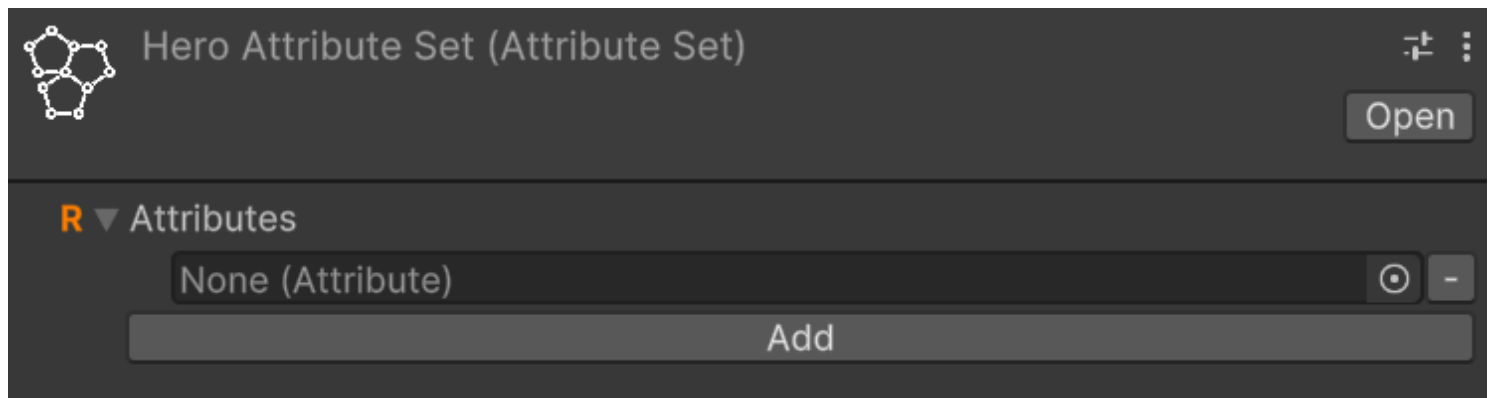 Hero Attribute Set (Attribute Set)
Open
R Attributes
None (Attribute)
-
Add